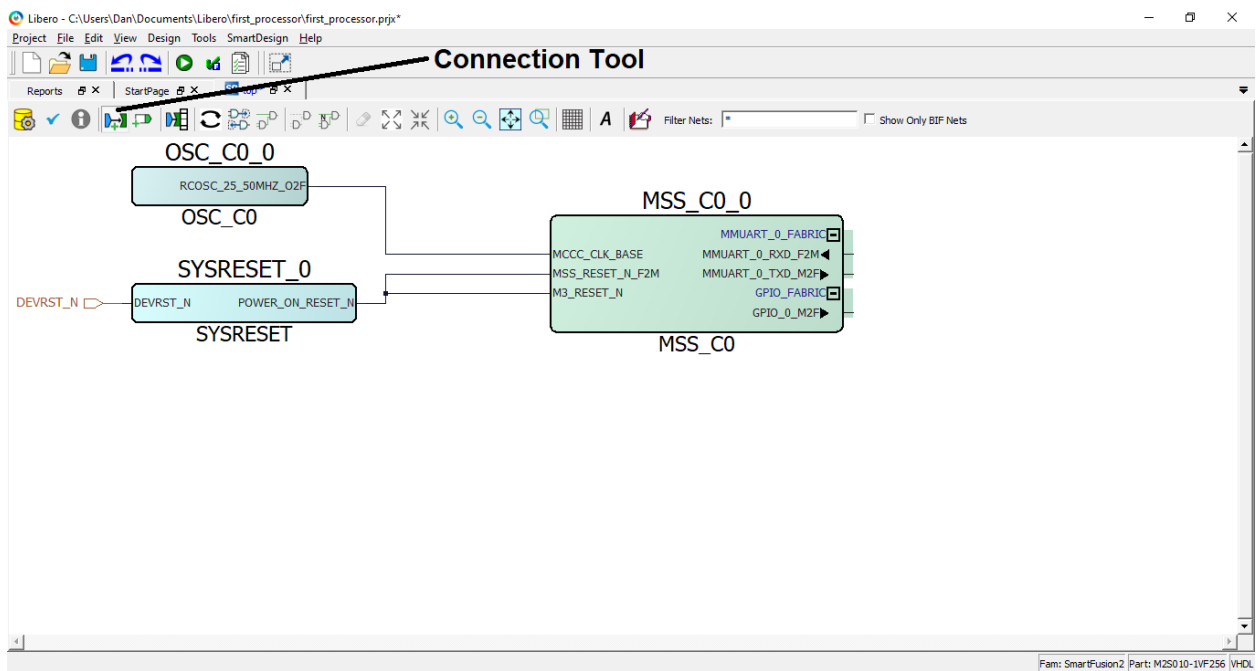 Libero - C:\Users\Dan\Documents\Libero\first_processor\first_processor.prjx*
Project File Edit View Design Tools SmartDesign Help
Connection Tool
Reports StartPage top
A Filter Nets: * Show Only BIF Nets
OSC_C0_0
RCOSC_25_50MHZ_O2F
OSC_C0
SYSRESET_0
DEVRST_N DEVRST_N POWER_ON_RESET_N
SYSRESET
MSS_C0_0
MMUART_0_FABRIC
MCCC_CLK_BASE MMUART_0_RXD_F2M
MSS_RESET_N_F2M MMUART_0_TXD_M2F
M3_RESET_N GPIO_FABRIC
GPIO_0_M2F
MSS_C0
Fam: SmartFusion2 Part: M2S010-1VF256 VHDL